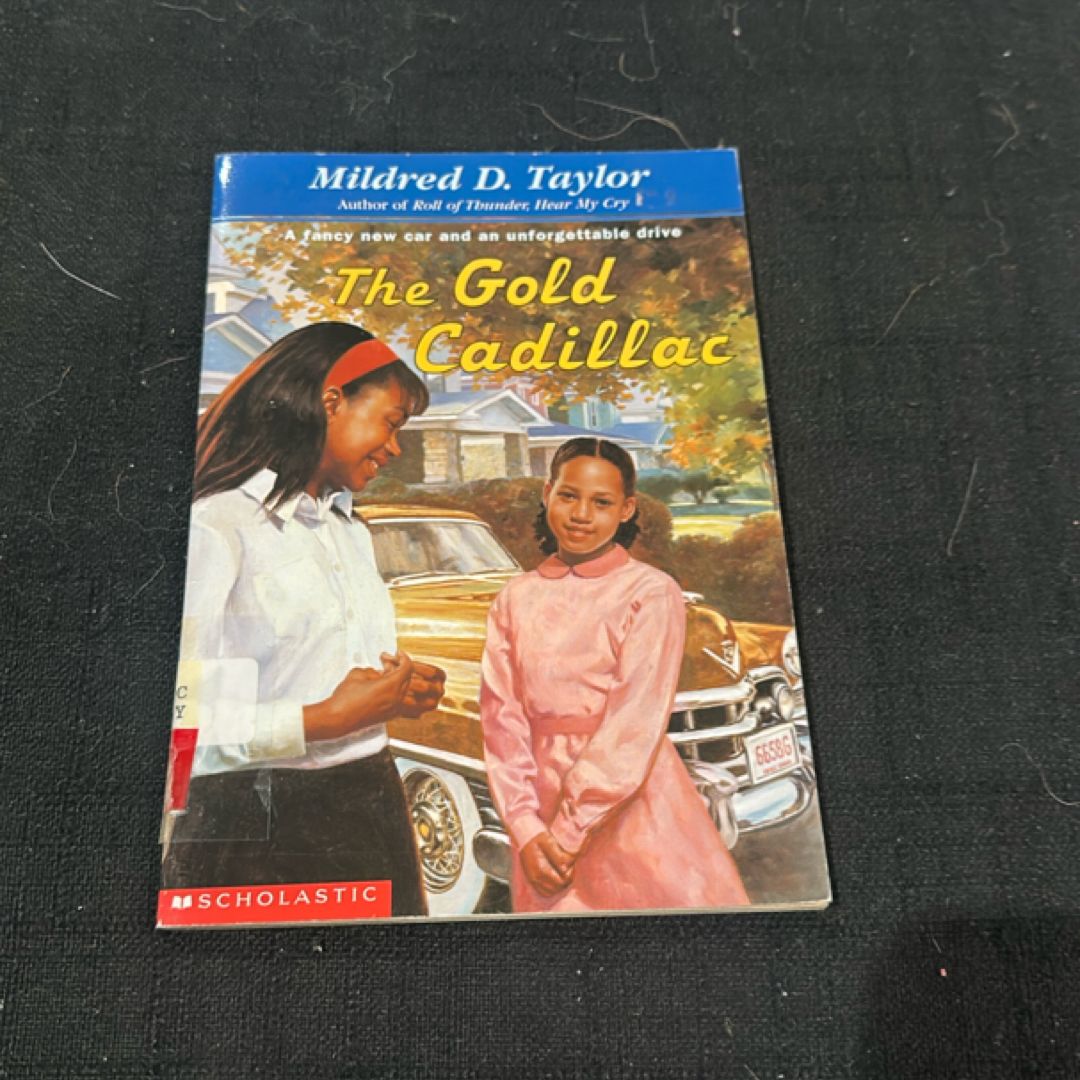 Mildred D. Taylor
Author of Roll of Thunder, Hear My Cry
A fancy new car and an unforgettable drive
The Gold
Cadillac
C
Y
6658G
SCHOLASTIC